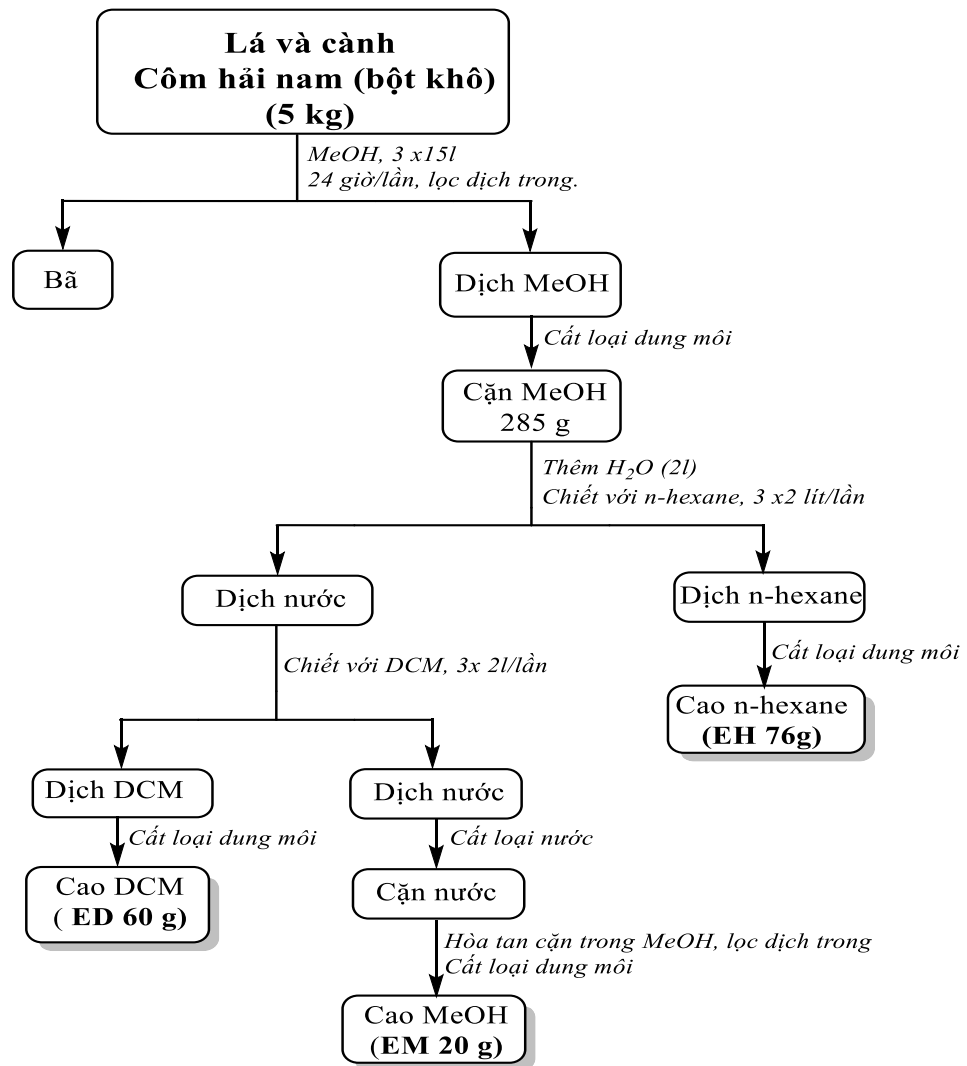 Lá và cành
Côm hải nam (bột khô)
(5 kg)
MeOH, 3 x15l
24 giờ/lần, lọc dịch trong.
Bã
Dịch MeOH
Cất loại dung môi
Cặn MeOH
285 g
Thêm H₂O (2l)
Chiết với n-hexane, 3 x2 lít/lần
Dịch nước
Dịch n-hexane
Chiết với DCM, 3x 2l/lần
Cất loại dung môi
Cao n-hexane
(EH 76g)
Dịch DCM
Dịch nước
Cất loại dung môi
Cất loại nước
Cao DCM
( ED 60 g)
Cặn nước
Hòa tan cặn trong MeOH, lọc dịch trong
Cất loại dung môi
Cao MeOH
(EM 20 g)